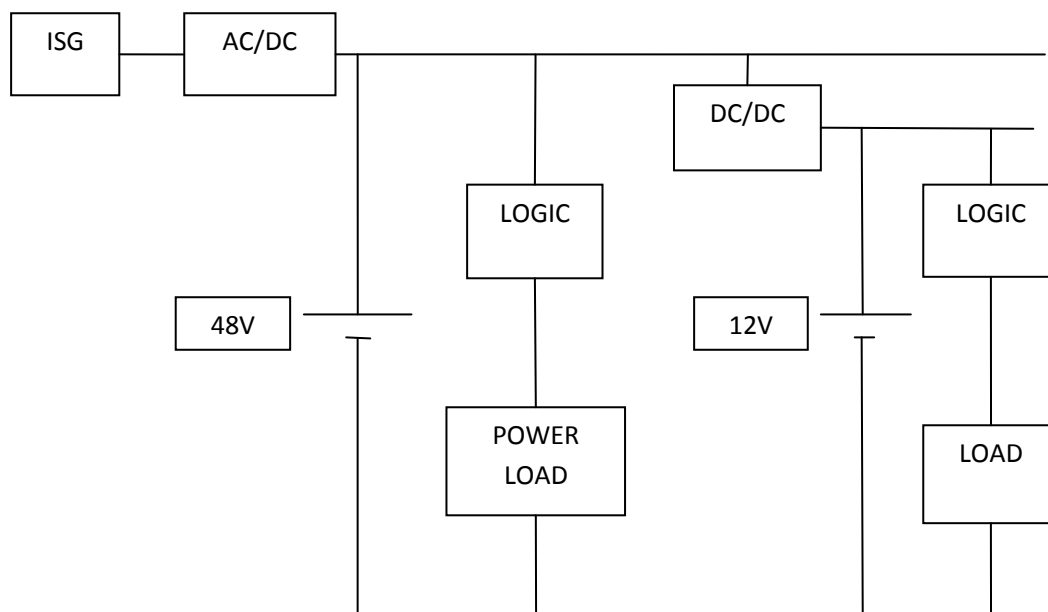 ISG
AC/DC
DC/DC
LOGIC
LOGIC
48V
12V
POWER
LOAD
LOAD